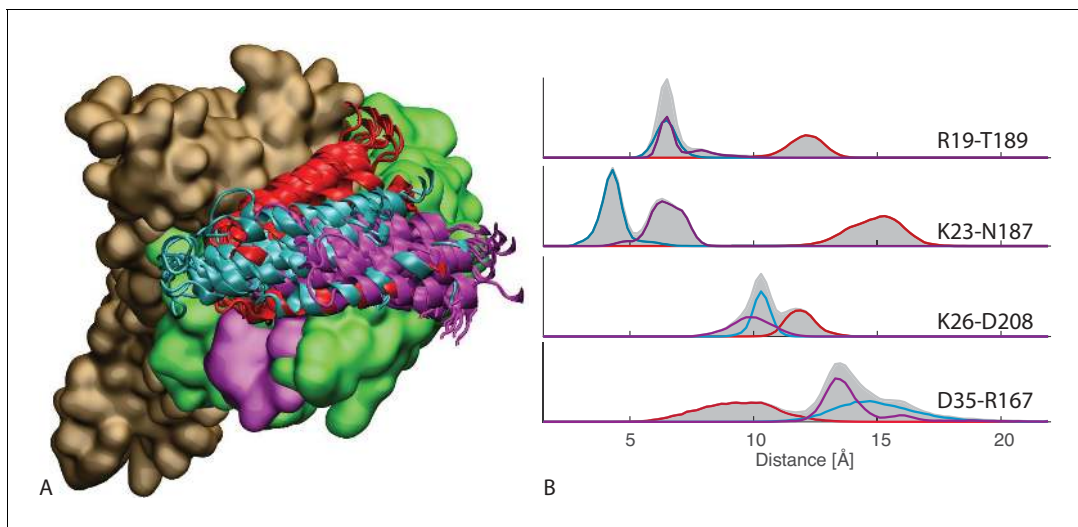 R19-T189
K23-N187
K26-D208
D35-R167
5 10 15 20
Distance [Å]
A B